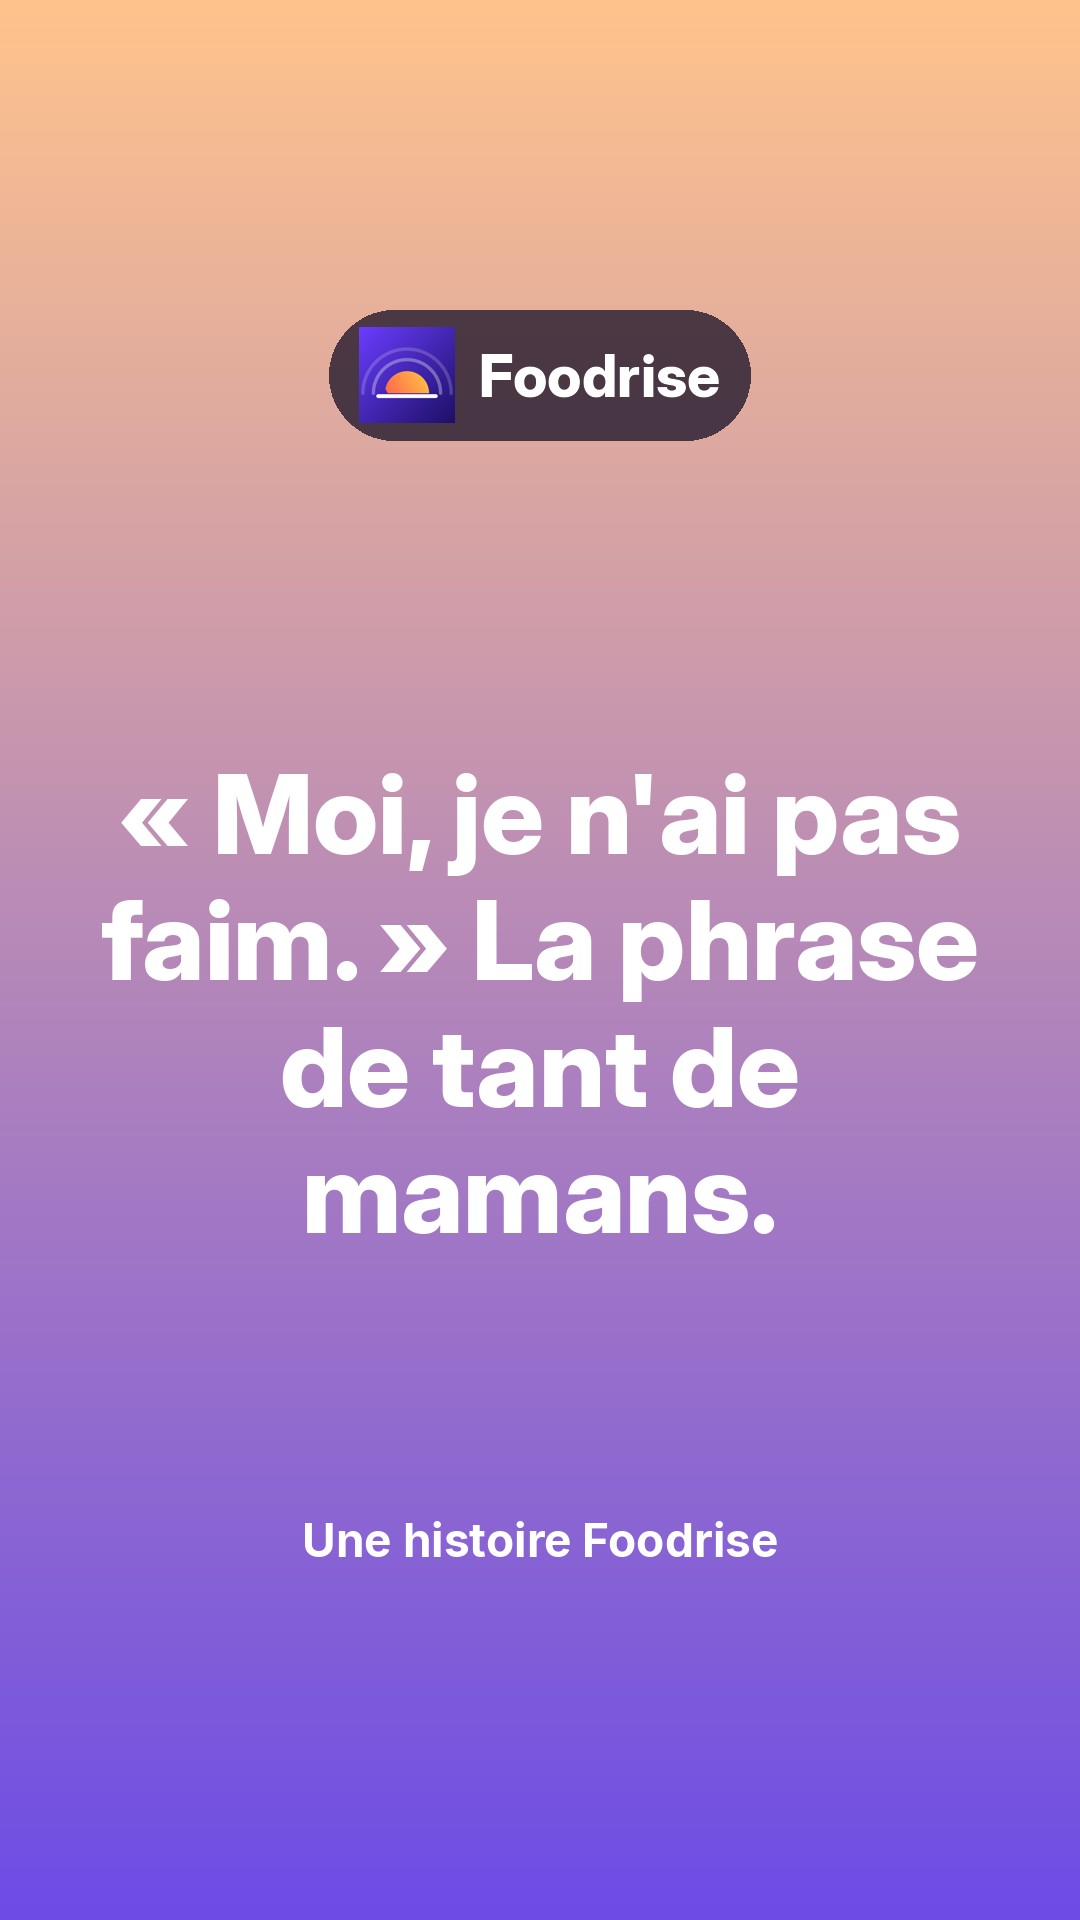 Foodrise
« Moi, je n'ai pas
faim. » La phrase
de tant de
mamans.
Une histoire Foodrise